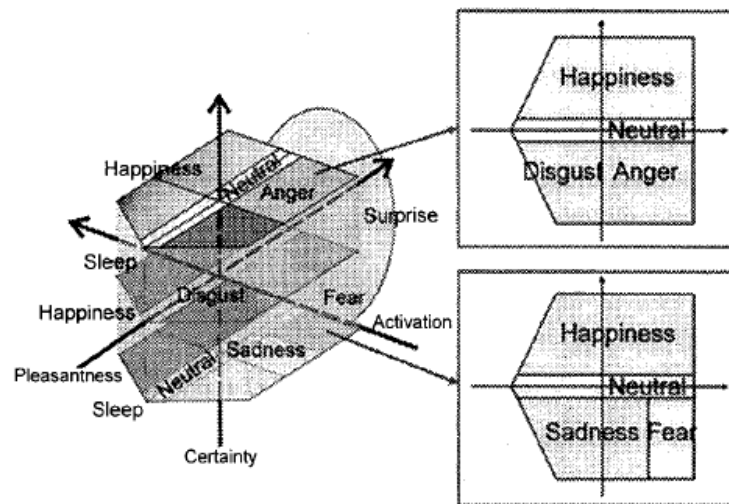 Happiness
Neutral
Anger
Surprise
Sleep
Disgust
Happiness
Fear
Activation
Pleasantness
Neutral
Sadness
Sleep
Certainty
Happiness
Neutral
Disgust Anger
Happiness
Neutral
Sadness Fear